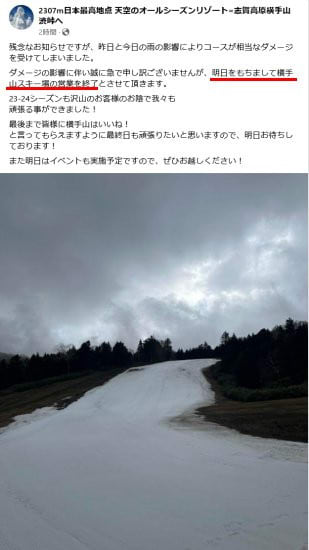 2307m日本最高地点 天空のオールシーズンリゾート−志賀高原横手山
渋峠へ
2時間・
残念なお知らせですが、昨日と今日の雨の影響によりコースが相当なダメージ
を受けてしまいました。
ダメージの影響に伴い誠に急で申し訳ございませんが、明日をもちまして横手
山スキー場の営業を終了とさせて頂きます。
23-24シーズンも沢山のお客様のお陰で我々も
頑張る事ができました！
最後まで皆様に横手山はいいね！
と言ってもらえますように最終日も頑張りたいと思いますので、明日お待ちし
ております！
また明日はイベントも実施予定ですので、ぜひお越しください！